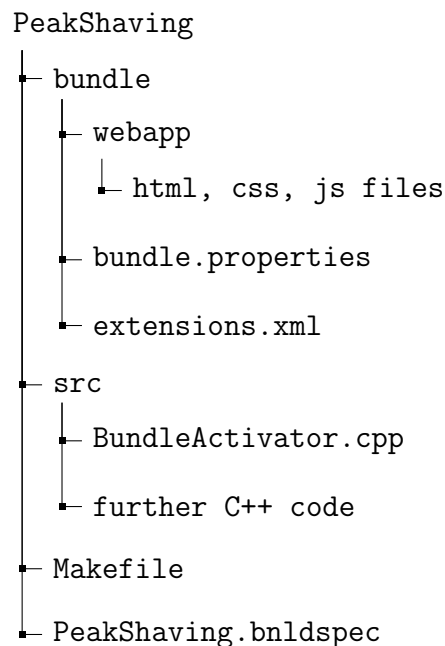 PeakShaving
bundle
webapp
html, css, js files
bundle.properties
extensions.xml
src
BundleActivator.cpp
further C++ code
Makefile
PeakShaving.bnldspec